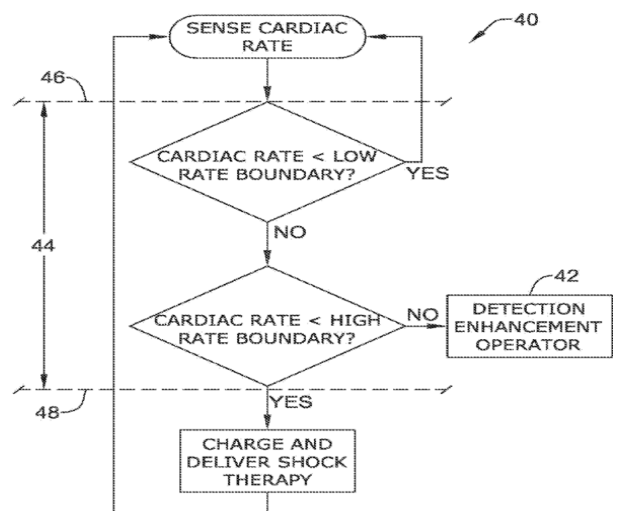 SENSE CARDIAC
RATE
40
46
CARDIAC RATE < LOW
RATE BOUNDARY?
YES
NO
44
42
CARDIAC RATE < HIGH
RATE BOUNDARY?
NO
DETECTION
ENHANCEMENT
OPERATOR
48
YES
CHARGE AND
DELIVER SHOCK
THERAPY